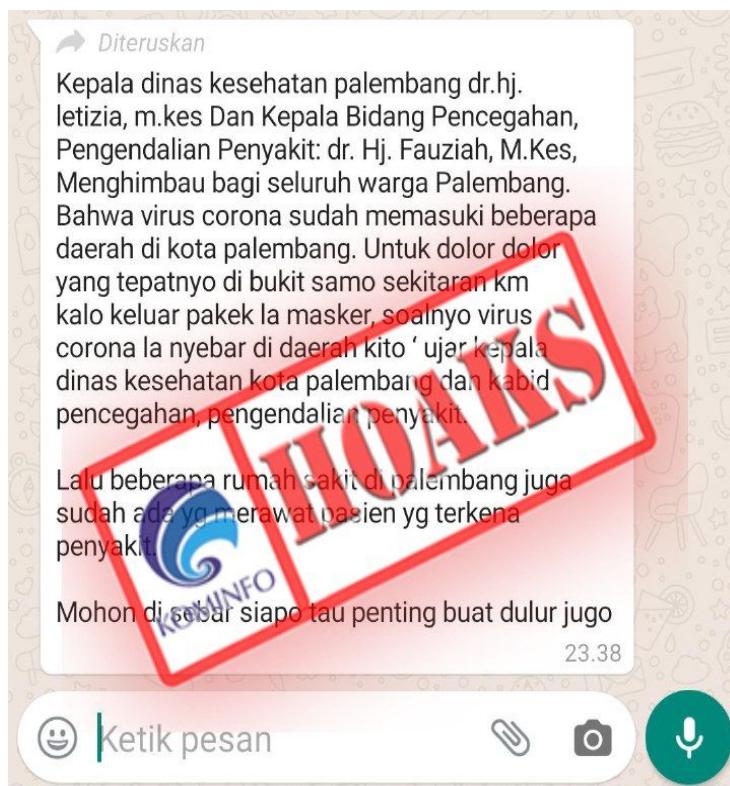 Diteruskan
Kepala dinas kesehatan palembang dr.hj.
letizia, m.kes Dan Kepala Bidang Pencegahan,
Pengendalian Penyakit: dr. Hj. Fauziah, M.Kes,
Menghimbau bagi seluruh warga Palembang.
Bahwa virus corona sudah memasuki beberapa
daerah di kota palembang. Untuk dolor dolor
yang tepatnyo di bukit samo sekitaran km
kalo keluar pakek la masker, soalnyo virus
corona la nyebar di daerah kito ‘ ujar kepala
dinas kesehatan kota palembang dan kabid
pencegahan, pengendalian penyakit.
Lalu beberapa rumah sakit di palembang juga
sudah ada yg merawat pasien yg terkena
penyakit.
Mohon di sebar siapo tau penting buat dulur jugo
23.38
HOAKS
KOMINFO
Ketik pesan